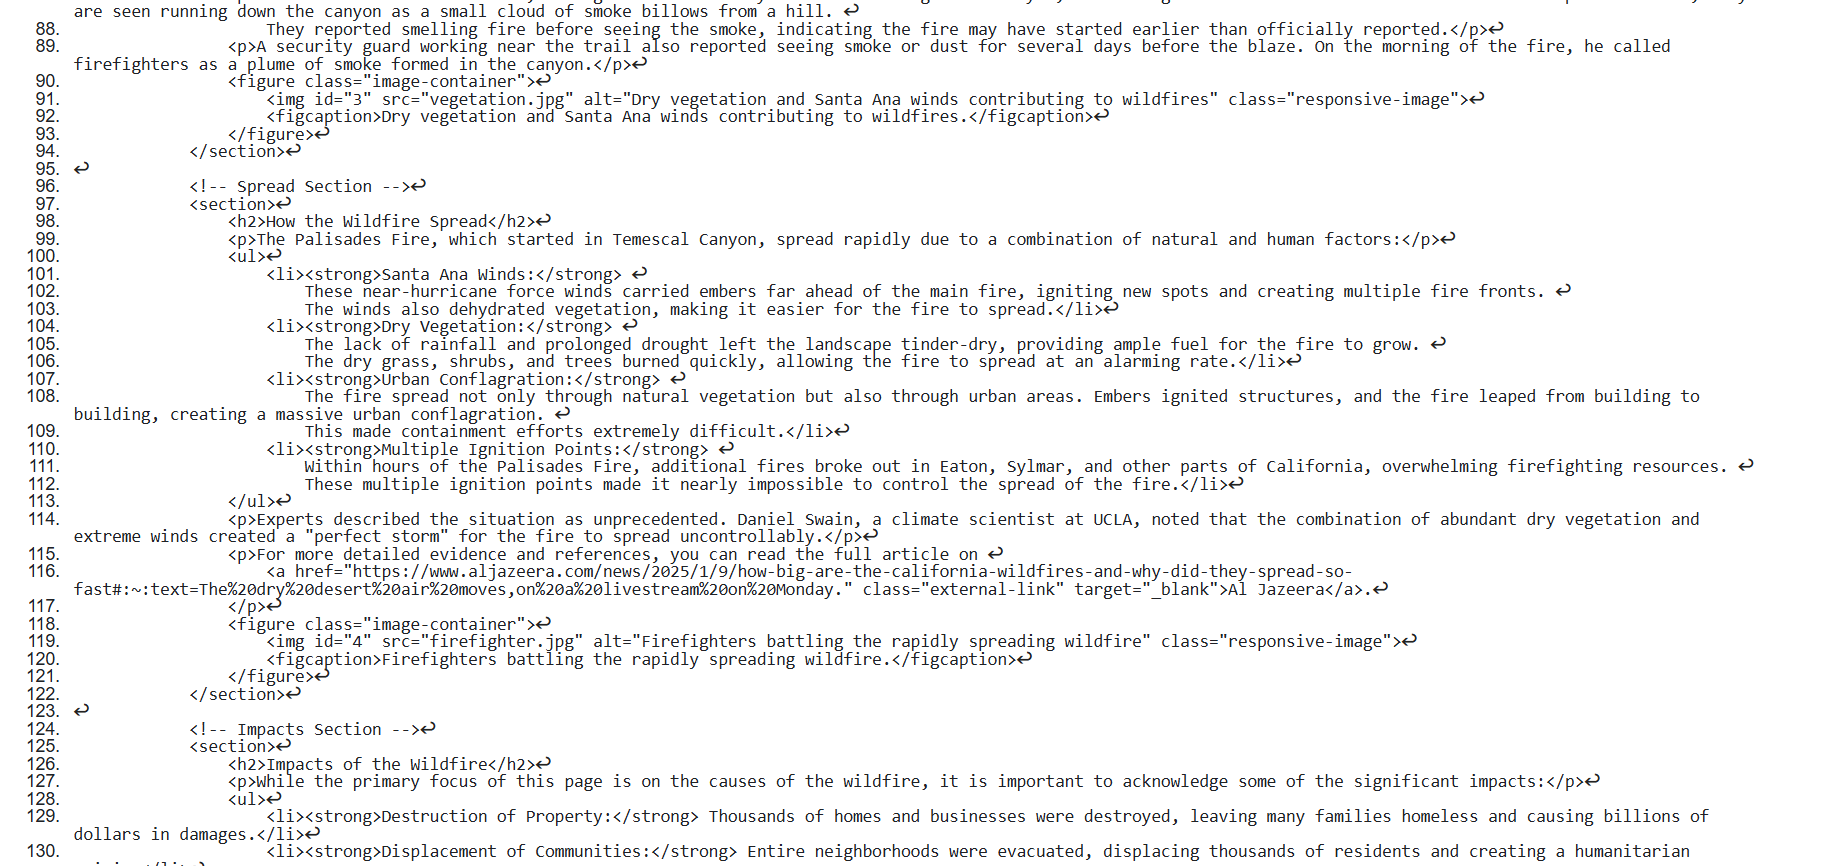 are seen running down the canyon as a small cloud of smoke billows from a hill. ↩
88. They reported smelling fire before seeing the smoke, indicating the fire may have started earlier than officially reported.</p>↩
89. <p>A security guard working near the trail also reported seeing smoke or dust for several days before the blaze. On the morning of the fire, he called
firefighters as a plume of smoke formed in the canyon.</p>↩
90. <figure class="image-container">↩
91. <img id="3" src="vegetation.jpg" alt="Dry vegetation and Santa Ana winds contributing to wildfires" class="responsive-image">↩
92. <figcaption>Dry vegetation and Santa Ana winds contributing to wildfires.</figcaption>↩
93. </figure>↩
94. </section>↩
95. ↩
96. <!-- Spread Section -->↩
97. <section>↩
98. <h2>How the Wildfire Spread</h2>↩
99. <p>The Palisades Fire, which started in Temescal Canyon, spread rapidly due to a combination of natural and human factors:</p>↩
100. <ul>↩
101. <li><strong>Santa Ana Winds:</strong> ↩
102. These near-hurricane force winds carried embers far ahead of the main fire, igniting new spots and creating multiple fire fronts. ↩
103. The winds also dehydrated vegetation, making it easier for the fire to spread.</li>↩
104. <li><strong>Dry Vegetation:</strong> ↩
105. The lack of rainfall and prolonged drought left the landscape tinder-dry, providing ample fuel for the fire to grow. ↩
106. The dry grass, shrubs, and trees burned quickly, allowing the fire to spread at an alarming rate.</li>↩
107. <li><strong>Urban Conflagration:</strong> ↩
108. The fire spread not only through natural vegetation but also through urban areas. Embers ignited structures, and the fire leaped from building to
building, creating a massive urban conflagration. ↩
109. This made containment efforts extremely difficult.</li>↩
110. <li><strong>Multiple Ignition Points:</strong> ↩
111. Within hours of the Palisades Fire, additional fires broke out in Eaton, Sylmar, and other parts of California, overwhelming firefighting resources. ↩
112. These multiple ignition points made it nearly impossible to control the spread of the fire.</li>↩
113. </ul>↩
114. <p>Experts described the situation as unprecedented. Daniel Swain, a climate scientist at UCLA, noted that the combination of abundant dry vegetation and
extreme winds created a "perfect storm" for the fire to spread uncontrollably.</p>↩
115. <p>For more detailed evidence and references, you can read the full article on ↩
116. <a href="https://www.aljazeera.com/news/2025/1/9/how-big-are-the-california-wildfires-and-why-did-they-spread-so-
fast#:~:text=The%20dry%20desert%20air%20moves,on%20a%20livestream%20on%20Monday." class="external-link" target="_blank">Al Jazeera</a>.↩
117. </p>↩
118. <figure class="image-container">↩
119. <img id="4" src="firefighter.jpg" alt="Firefighters battling the rapidly spreading wildfire" class="responsive-image">↩
120. <figcaption>Firefighters battling the rapidly spreading wildfire.</figcaption>↩
121. </figure>↩
122. </section>↩
123. ↩
124. <!-- Impacts Section -->↩
125. <section>↩
126. <h2>Impacts of the Wildfire</h2>↩
127. <p>While the primary focus of this page is on the causes of the wildfire, it is important to acknowledge some of the significant impacts:</p>↩
128. <ul>↩
129. <li><strong>Destruction of Property:</strong> Thousands of homes and businesses were destroyed, leaving many families homeless and causing billions of
dollars in damages.</li>↩
130. <li><strong>Displacement of Communities:</strong> Entire neighborhoods were evacuated, displacing thousands of residents and creating a humanitarian